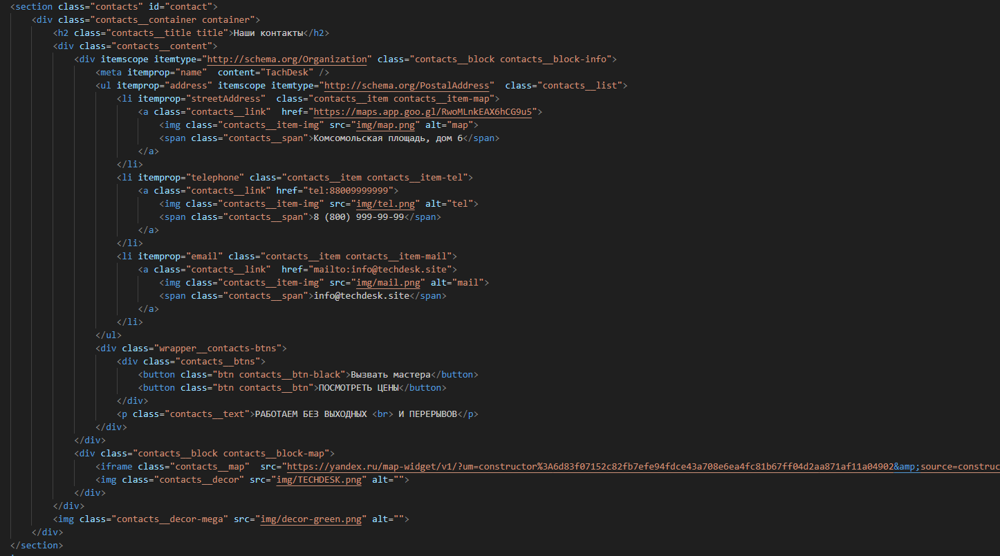 <section class="contacts" id="contact">
<div class="contacts__container container">
<h2 class="contacts__title title">Наши контакты</h2>
<div class="contacts__content">
<div itemscope itemtype="http://schema.org/Organization" class="contacts__block contacts__block-info">
<meta itemprop="name"  content="TachDesk" />
<ul itemprop="address" itemscope itemtype="http://schema.org/PostalAddress"  class="contacts__list">
<li itemprop="streetAddress"  class="contacts__item contacts__item-map">
<a class="contacts__link"  href="https://maps.app.goo.gl/RwoMLnkEAX6hCG9u5">
<img class="contacts__item-img" src="img/map.png" alt="map">
<span class="contacts__span">Комсомольская площадь, дом 6</span>
</a>
</li>
<li itemprop="telephone" class="contacts__item contacts__item-tel">
<a class="contacts__link" href="tel:88009999999">
<img class="contacts__item-img" src="img/tel.png" alt="tel">
<span class="contacts__span">8 (800) 999-99-99</span>
</a>
</li>
<li itemprop="email" class="contacts__item contacts__item-mail">
<a class="contacts__link"  href="mailto:info@techdesk.site">
<img class="contacts__item-img" src="img/mail.png" alt="mail">
<span class="contacts__span">info@techdesk.site</span>
</a>
</li>
</ul>
<div class="wrapper__contacts-btns">
<div class="contacts__btns">
<button class="btn contacts__btn-black">Вызвать мастера</button>
<button class="btn contacts__btn">ПОСМОТРЕТЬ ЦЕНЫ</button>
</div>
<p class="contacts__text">РАБОТАЕМ БЕЗ ВЫХОДНЫХ <br> И ПЕРЕРЫВОВ</p>
</div>
</div>
<div class="contacts__block contacts__block-map">
<iframe class="contacts__map"  src="https://yandex.ru/map-widget/v1/?um=constructor%3A6d83f07152c82fb7efe94fdce43a708e6ea4fc81b67ff04d2aa871af11a04902&amp;source=construc
<img class="contacts__decor" src="img/TECHDESK.png" alt="">
</div>
</div>
<img class="contacts__decor-mega" src="img/decor-green.png" alt="">
</div>
</section>